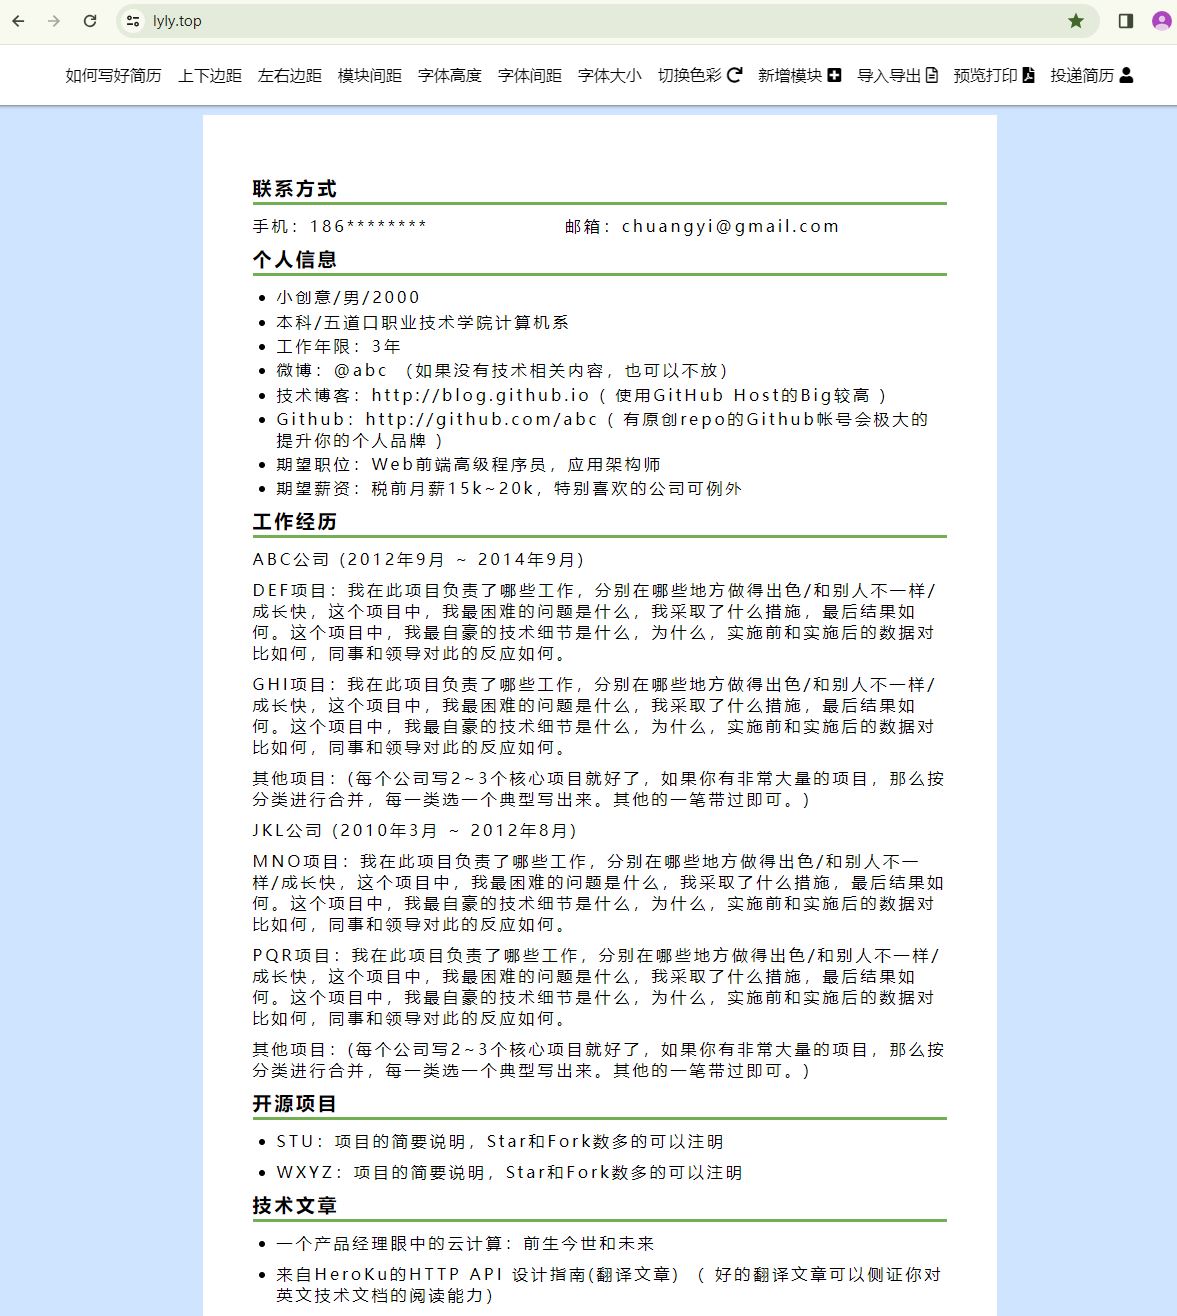 lyly.top
如何写好简历 上下边距 左右边距 模块间距 字体高度 字体间距 字体大小 切换色彩 新增模块 导入导出 预览打印 投递简历
联系方式
手机：186******** 邮箱：chuangyi@gmail.com
个人信息
小创意/男/2000
本科/五道口职业技术学院计算机系
工作年限：3年
微博：@abc （如果没有技术相关内容，也可以不放）
技术博客：http://blog.github.io ( 使用GitHub Host的Big较高 )
Github：http://github.com/abc ( 有原创repo的Github帐号会极大的
提升你的个人品牌 )
期望职位：Web前端高级程序员，应用架构师
期望薪资：税前月薪15k~20k，特别喜欢的公司可例外
工作经历
ABC公司 (2012年9月 ~ 2014年9月)
DEF项目：我在此项目负责了哪些工作，分别在哪些地方做得出色/和别人不一样/
成长快，这个项目中，我最困难的问题是什么，我采取了什么措施，最后结果如
何。这个项目中，我最自豪的技术细节是什么，为什么，实施前和实施后的数据对
比如何，同事和领导对此的反应如何。
GHI项目：我在此项目负责了哪些工作，分别在哪些地方做得出色/和别人不一样/
成长快，这个项目中，我最困难的问题是什么，我采取了什么措施，最后结果如
何。这个项目中，我最自豪的技术细节是什么，为什么，实施前和实施后的数据对
比如何，同事和领导对此的反应如何。
其他项目：(每个公司写2~3个核心项目就好了，如果你有非常大量的项目，那么按
分类进行合并，每一类选一个典型写出来。其他的一笔带过即可。)
JKL公司 (2010年3月 ~ 2012年8月)
MNO项目：我在此项目负责了哪些工作，分别在哪些地方做得出色/和别人不一
样/成长快，这个项目中，我最困难的问题是什么，我采取了什么措施，最后结果如
何。这个项目中，我最自豪的技术细节是什么，为什么，实施前和实施后的数据对
比如何，同事和领导对此的反应如何。
PQR项目：我在此项目负责了哪些工作，分别在哪些地方做得出色/和别人不一样/
成长快，这个项目中，我最困难的问题是什么，我采取了什么措施，最后结果如
何。这个项目中，我最自豪的技术细节是什么，为什么，实施前和实施后的数据对
比如何，同事和领导对此的反应如何。
其他项目：(每个公司写2~3个核心项目就好了，如果你有非常大量的项目，那么按
分类进行合并，每一类选一个典型写出来。其他的一笔带过即可。)
开源项目
STU：项目的简要说明，Star和Fork数多的可以注明
WXYZ：项目的简要说明，Star和Fork数多的可以注明
技术文章
一个产品经理眼中的云计算：前生今世和未来
来自HeroKu的HTTP API 设计指南(翻译文章) （ 好的翻译文章可以侧证你对
英文技术文档的阅读能力)